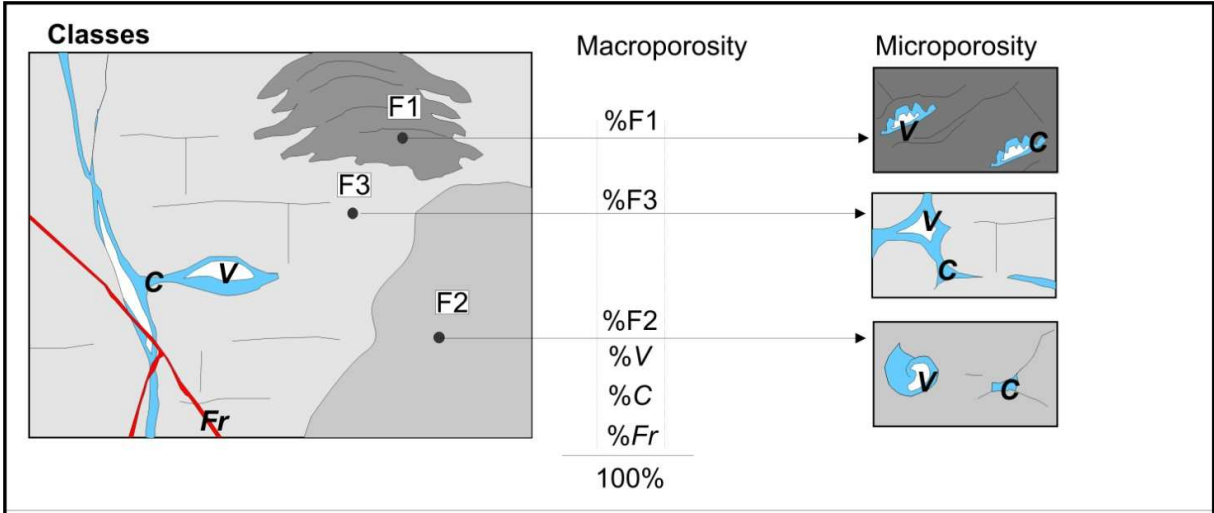 Classes
Macroporosity
Microporosity
F1
%F1
V
C
F3
%F3
V
C
C
V
F2
%F2
V
C
%V
%C
Fr
%Fr
100%